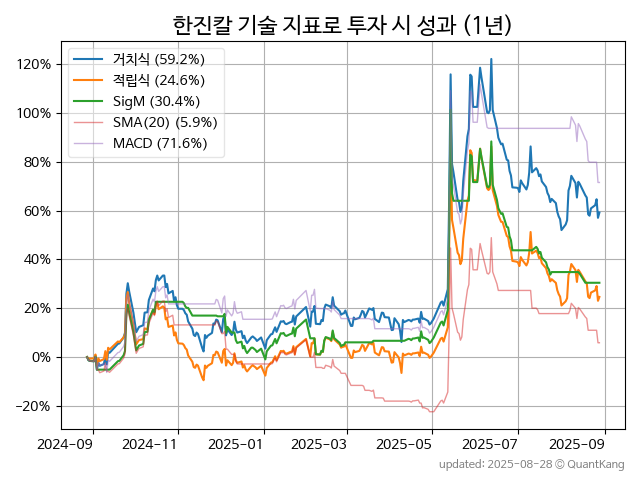 한진칼 기술 지표로 투자 시 성과 (1년)
거치식 (59.2%)
적립식 (24.6%)
SigM (30.4%)
SMA(20) (5.9%)
MACD (71.6%)
120%
100%
80%
60%
40%
20%
0%
−20%
2024-09 2024-11 2025-01 2025-03 2025-05 2025-07 2025-09
updated: 2025-08-28 © QuantKang